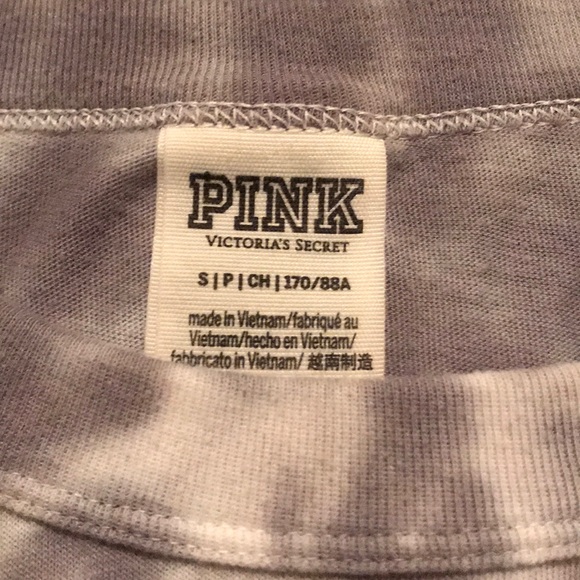 PINK
VICTORIA'S SECRET
S | P | CH | 170/88A
made in Vietnam/fabriqué au
Vietnam/hecho en Vietnam/
fabbricato in Vietnam/ 越南制造